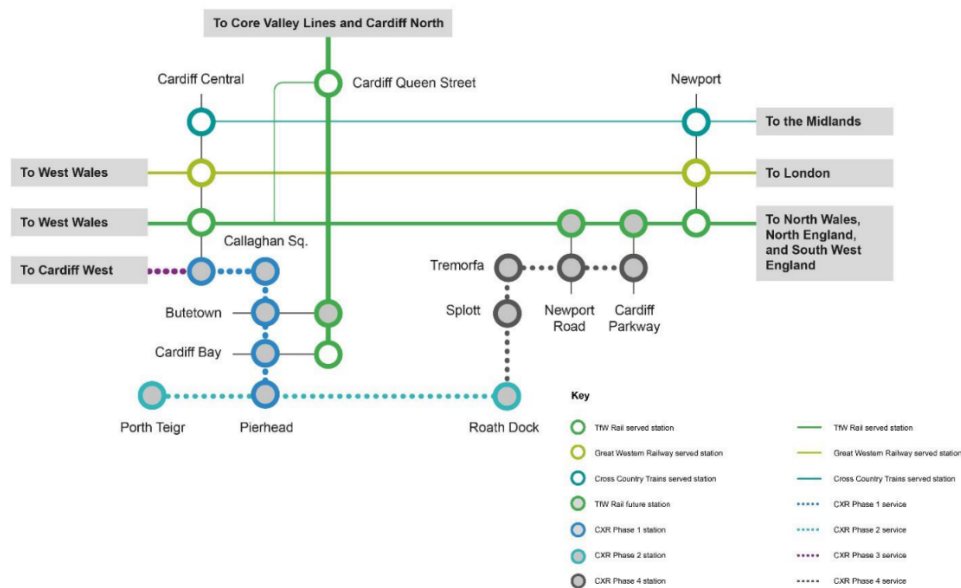 To Core Valley Lines and Cardiff North
Cardiff Central
Cardiff Queen Street
Newport
To the Midlands
To West Wales
To London
To West Wales
To North Wales,
North England,
and South West
England
Callaghan Sq.
To Cardiff West
Tremorfa
Butetown
Splott
Newport
Road
Cardiff
Parkway
Cardiff Bay
Porth Teigr
Pierhead
Roath Dock
Key
TfW Rail served station
TfW Rail served station
Great Western Railway served station
Great Western Railway served station
Cross Country Trains served station
Cross Country Trains served station
TfW Rail future station
CXR Phase 1 service
CXR Phase 1 station
CXR Phase 2 service
CXR Phase 2 station
CXR Phase 3 service
CXR Phase 4 station
CXR Phase 4 service